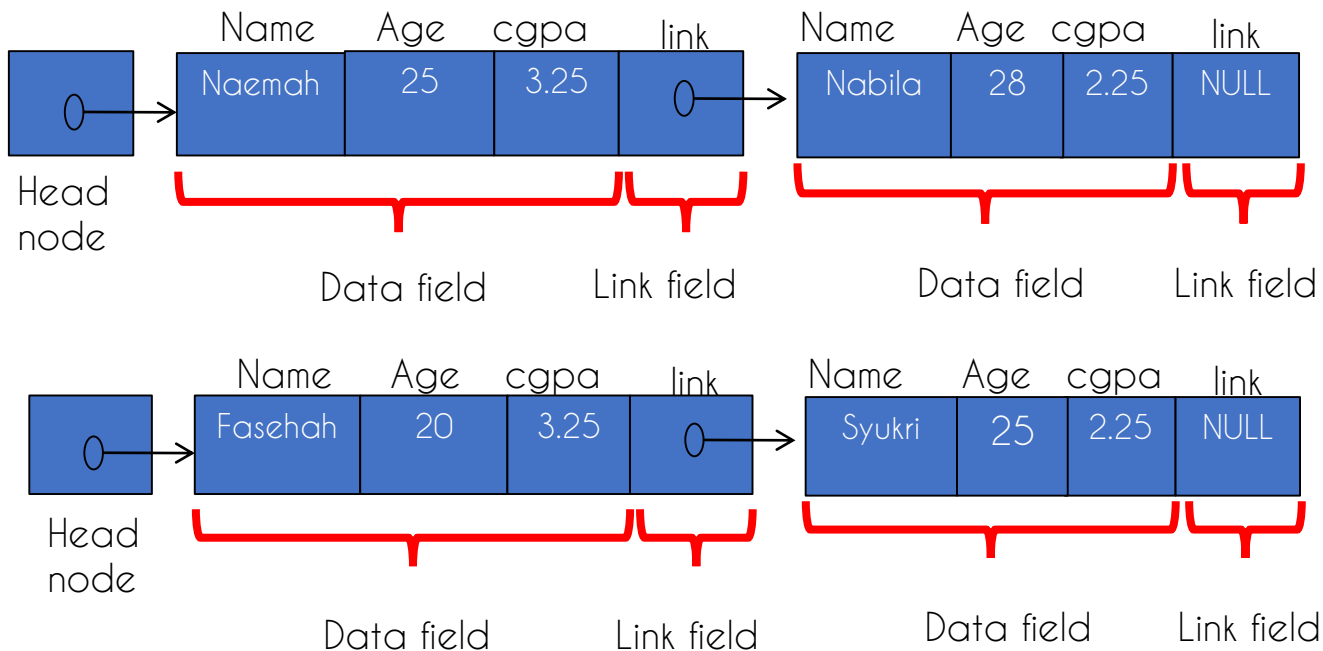 Name Age cgpa link Name Age cgpa link
Naemah 25 3.25 Nabila 28 2.25 NULL
Head
node
Data field Link field Data field Link field
Name Age cgpa link Name Age cgpa link
Fasehah 20 3.25 Syukri 25 2.25 NULL
Head
node
Data field Link field Data field Link field